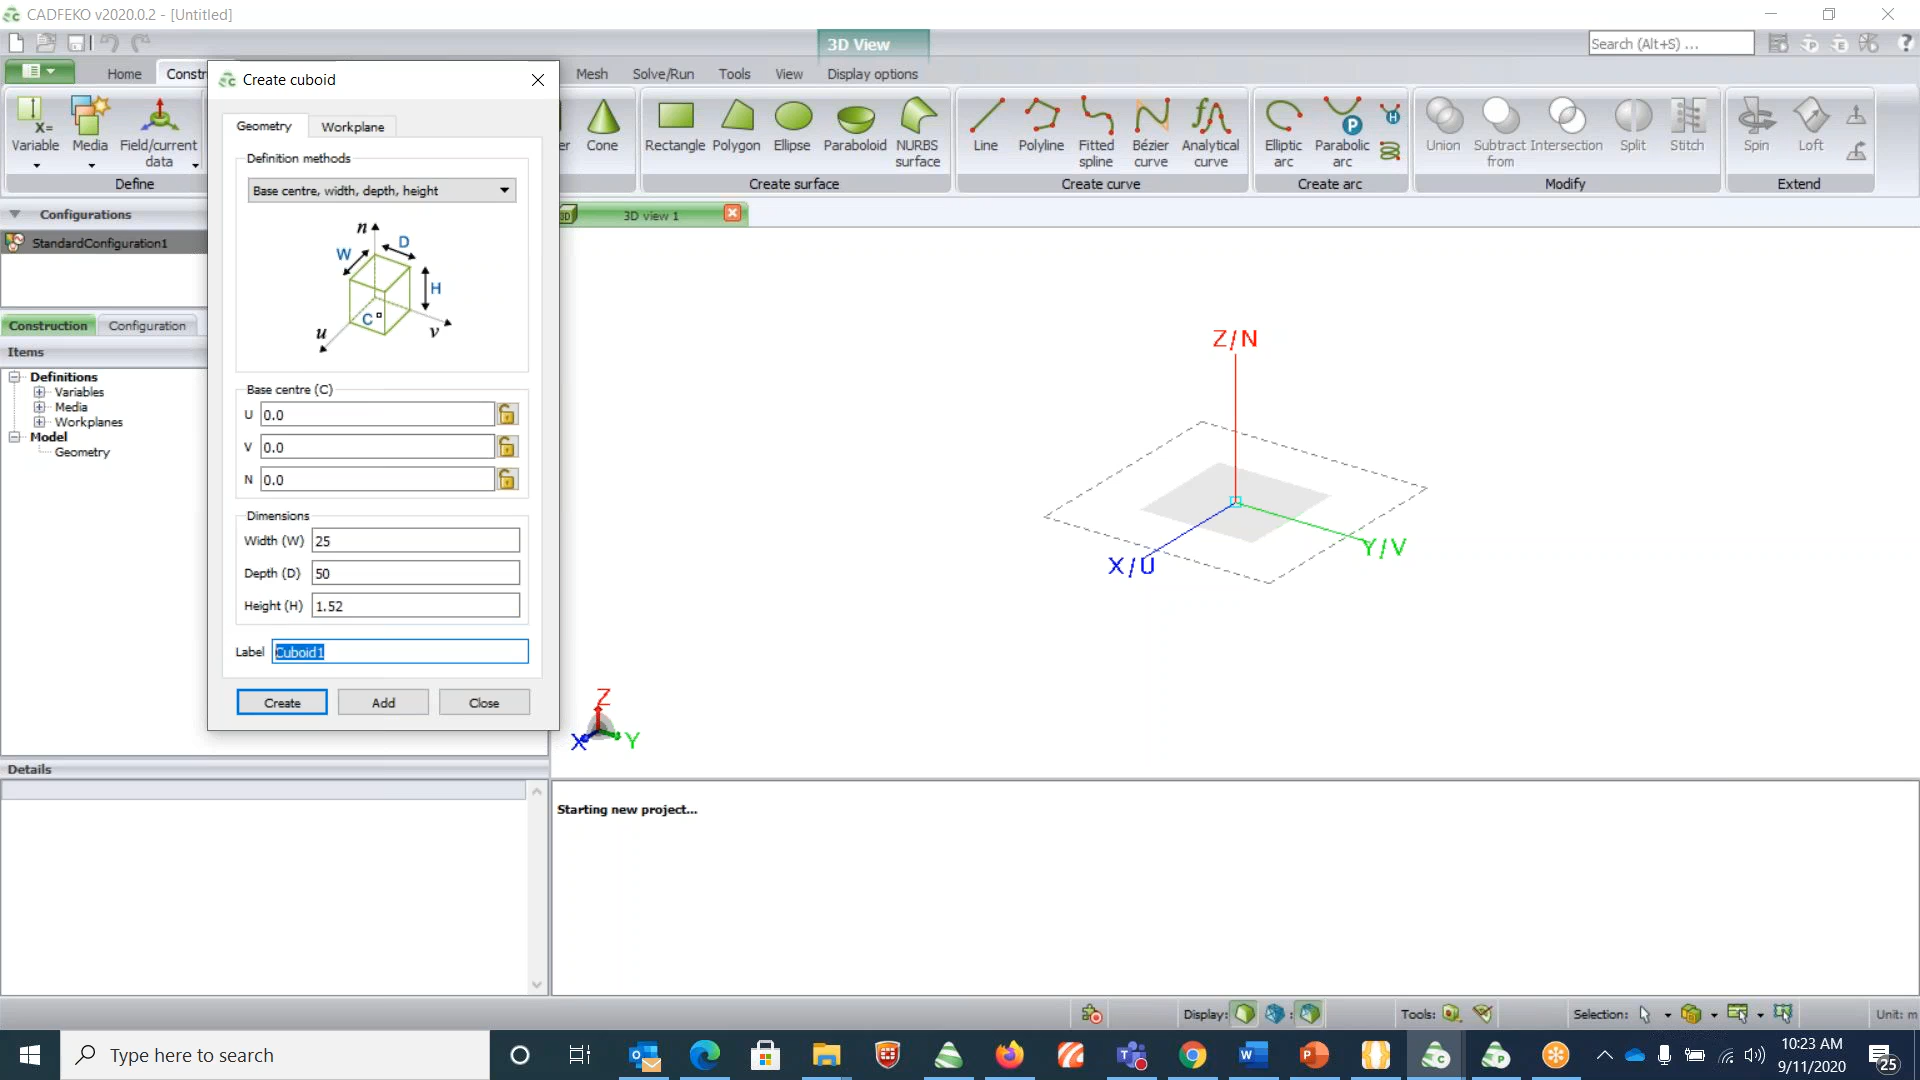 CADFEKO v2020.0.2 - [Untitled]
3D View
Search (Alt+S) ...
Home
Constr
Mesh
Solve/Run
Tools
View
Display options
Variable
Media
Field/current
data
Define
er
Cone
Rectangle
Polygon
Ellipse
Paraboloid
NURBS
surface
Create surface
Line
Polyline
Fitted
spline
Bézier
curve
Analytical
curve
Create curve
Elliptic
arc
Parabolic
arc
Create arc
Union
Subtract
from
Intersection
Split
Stitch
Modify
Spin
Loft
Extend
Create cuboid
Geometry
Workplane
Definition methods
Base centre, width, depth, height
n
D
W
H
C
u
v
Base centre (C)
U 0.0
V 0.0
N 0.0
Dimensions
Width (W) 25
Depth (D) 50
Height (H) 1.52
Label Cuboid1
Create
Add
Close
Configurations
StandardConfiguration1
Construction
Configuration
Items
Definitions
Variables
Media
Workplanes
Model
Geometry
3D view 1
Z/N
X/U
Y/V
Z
X
Y
Details
Starting new project...
Display:
Tools:
Selection:
Unit: m
Type here to search
10:23 AM
9/11/2020
25